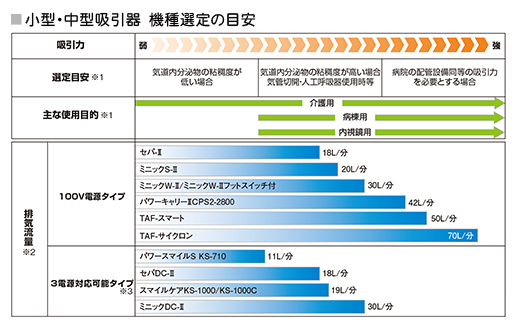 ■小型・中型吸引器 機種選定の目安
吸引力 弱 強
選定目安 ※1
気道内分泌物の粘稠度が
低い場合
気道内分泌物の粘稠度が高い場合
気管切開・人工呼吸器使用時等
病院の配管設備同等の吸引力
を必要とする場合
主な使用目的 ※1
介護用
病棟用
内視鏡用
排気流量
※2
100V電源タイプ
セパ-Ⅱ 18L/分
ミニックS-Ⅱ 20L/分
ミニックW-Ⅱ/ミニックW-Ⅱフットスイッチ付 30L/分
パワーキャリーⅡCPS2-2800 42L/分
TAF-スマート 50L/分
TAF-サイクロン 70L/分
3電源対応可能タイプ
※3
パワースマイルS KS-710 11L/分
セパDC-Ⅱ 18L/分
スマイルケアKS-1000/KS-1000C 19L/分
ミニックDC-Ⅱ 30L/分